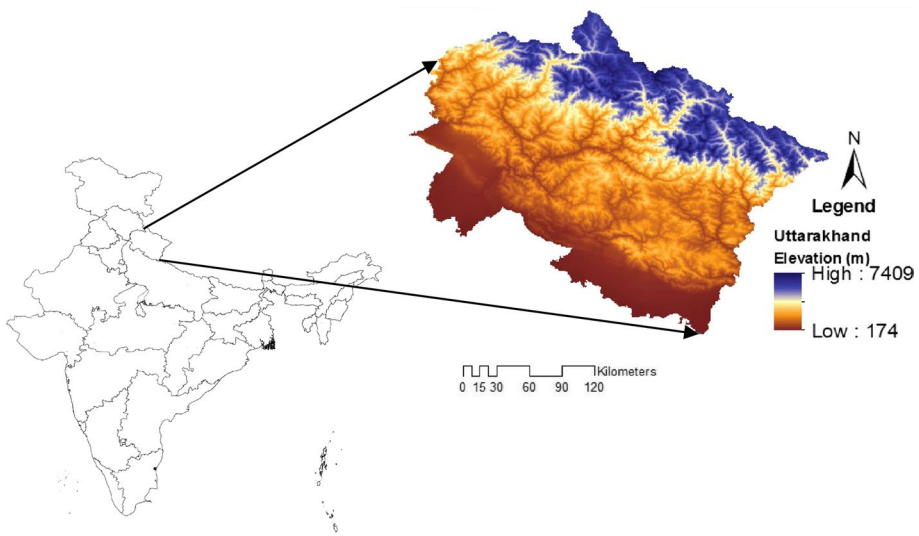 N
Legend
Uttarakhand
Elevation (m)
High : 7409
Low : 174
Kilometers
0 15 30 60 90 120